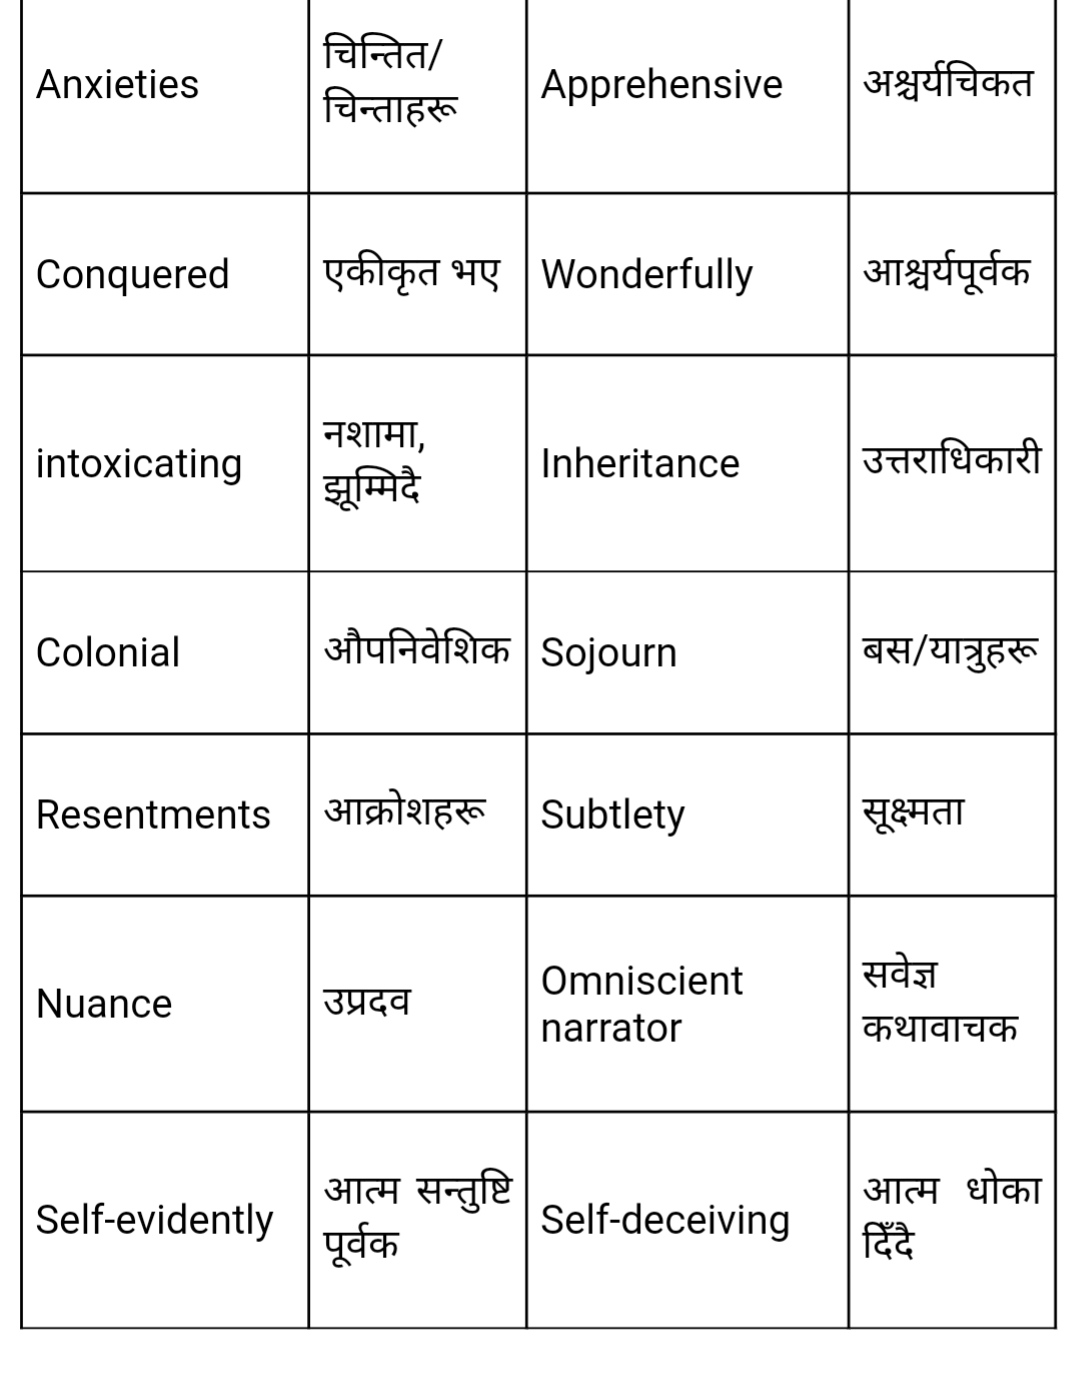 Anxieties
चिन्तित/
चिन्ताहरू
Apprehensive
अश्चर्यचिकत
Conquered
एकीकृत भए
Wonderfully
आश्चर्यपूर्वक
intoxicating
नशामा,
झूम्मिदै
Inheritance
उत्तराधिकारी
Colonial
औपनिवेशिक
Sojourn
बस/यात्रुहरू
Resentments
आक्रोशहरू
Subtlety
सूक्ष्मता
Nuance
उप्रदव
Omniscient
narrator
सवेज्ञ
कथावाचक
Self-evidently
आत्म सन्तुष्टि
पूर्वक
Self-deceiving
आत्म धोका
दिँदै